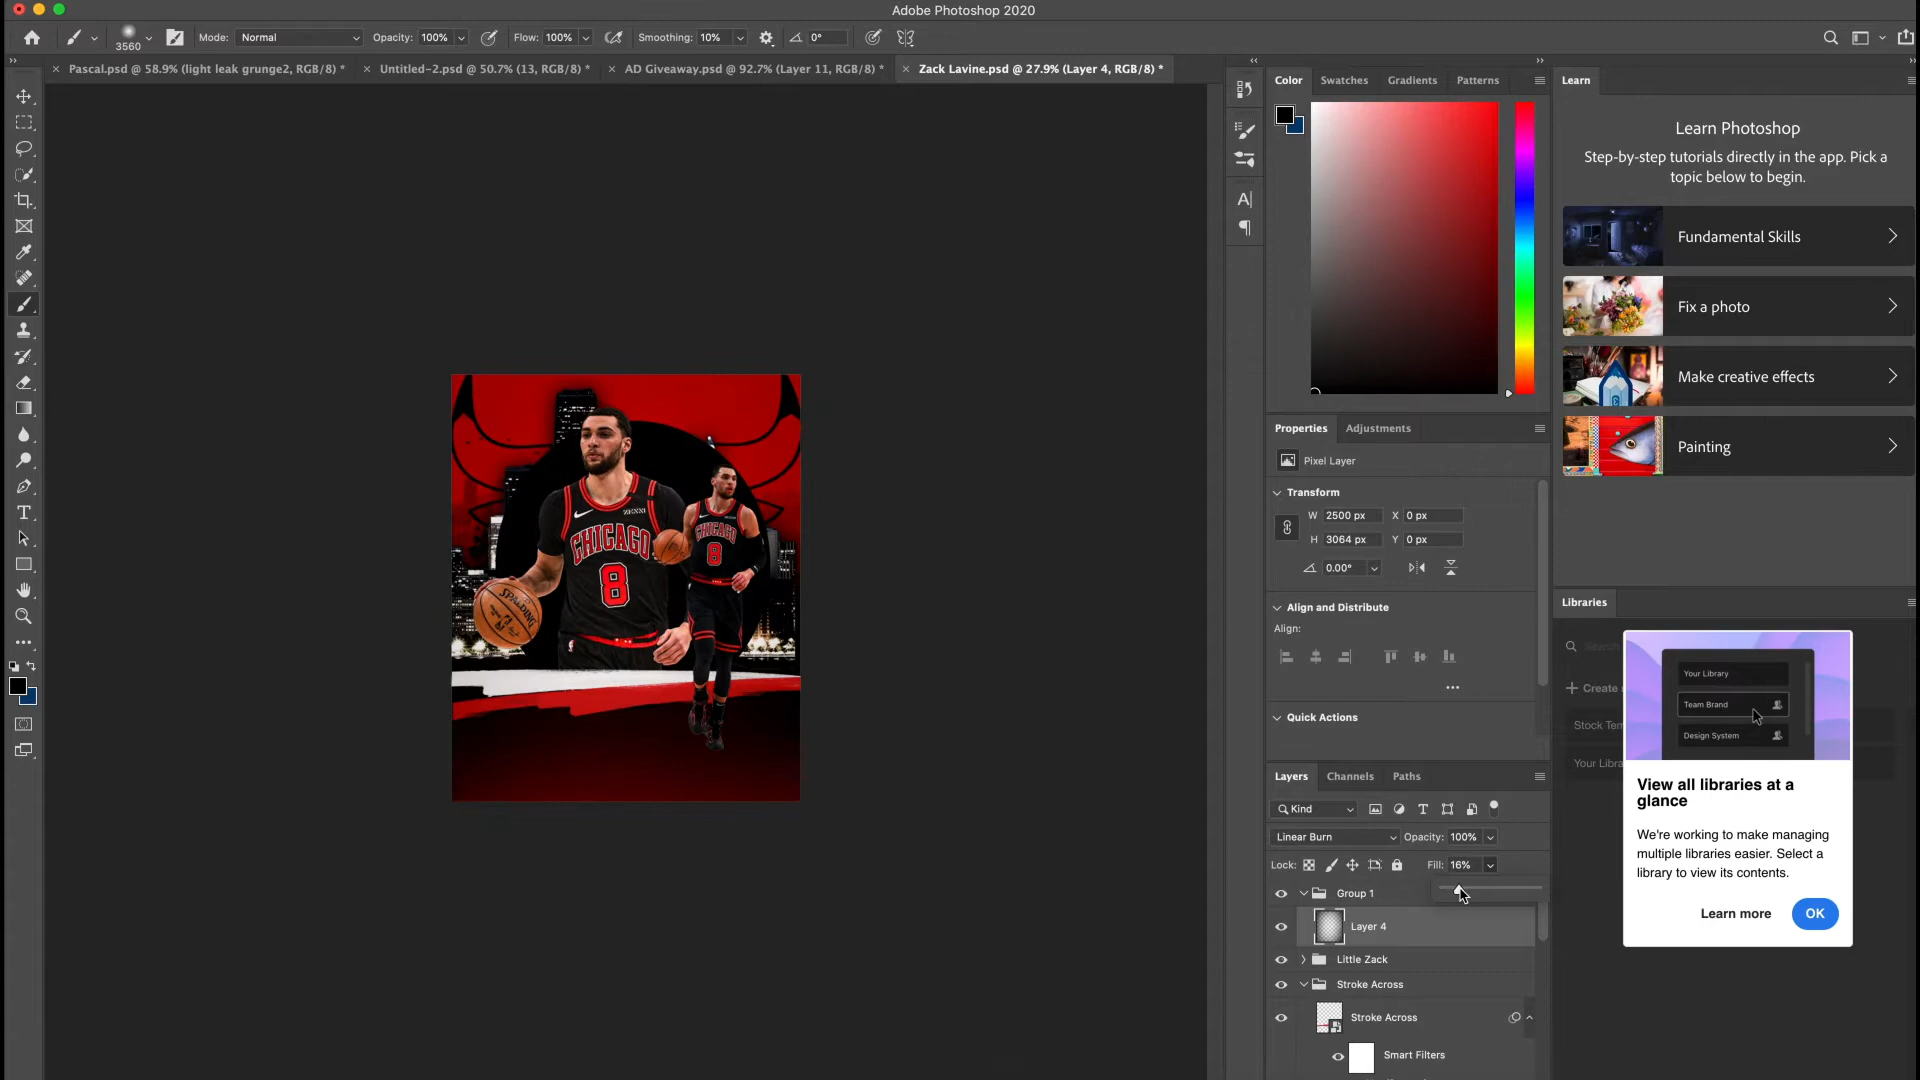 Adobe Photoshop 2020
3560
Mode: Normal
Opacity: 100%
Flow: 100%
Smoothing: 10%
0°
Pascal.psd @ 58.9% (light leak grunge2, RGB/8) *
Untitled-2.psd @ 50.7% (13, RGB/8) *
AD Giveaway.psd @ 92.7% (Layer 11, RGB/8) *
Zack Lavine.psd @ 27.9% (Layer 4, RGB/8) *
CHICAGO
8
SPALDING
CHICAGO
8
Color
Swatches
Gradients
Patterns
Properties
Adjustments
Pixel Layer
Transform
W 2500 px X 0 px
H 3064 px Y 0 px
0.00°
Align and Distribute
Align:
Quick Actions
Layers
Channels
Paths
Kind
Linear Burn
Opacity: 100%
Lock:
Fill: 16%
Group 1
Layer 4
Little Zack
Stroke Across
Stroke Across
Smart Filters
Learn
Learn Photoshop
Step-by-step tutorials directly in the app. Pick a
topic below to begin.
Fundamental Skills
Fix a photo
Make creative effects
Painting
Libraries
Search
Create
Stock Tem
Your Libra
Your Library
Team Brand
Design System
View all libraries at a
glance
We're working to make managing
multiple libraries easier. Select a
library to view its contents.
Learn more
OK